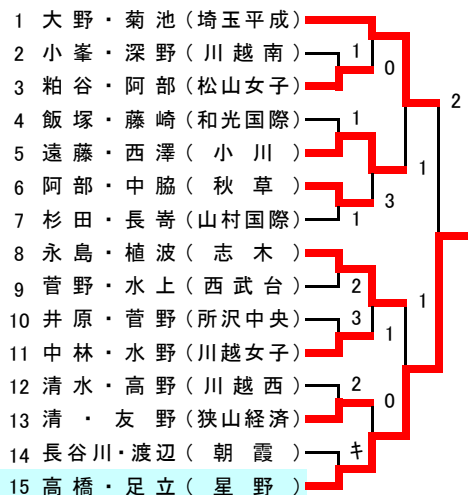 1 大野・菊池(埼玉平成)
2 小峯・深野(川越南)
3 粕谷・阿部(松山女子)
4 飯塚・藤崎(和光国際)
5 遠藤・西澤(小川)
6 阿部・中脇(秋草)
7 杉田・長嵜(山村国際)
8 永島・植波(志木)
9 菅野・水上(西武台)
10 井原・菅野(所沢中央)
11 中林・水野(川越女子)
12 清水・高野(川越西)
13 清・友野(狭山経済)
14 長谷川・渡辺(朝霞)
15 高橋・足立(星野)
1
0
2
1
1
3
1
2
1
3
1
2
0
キ